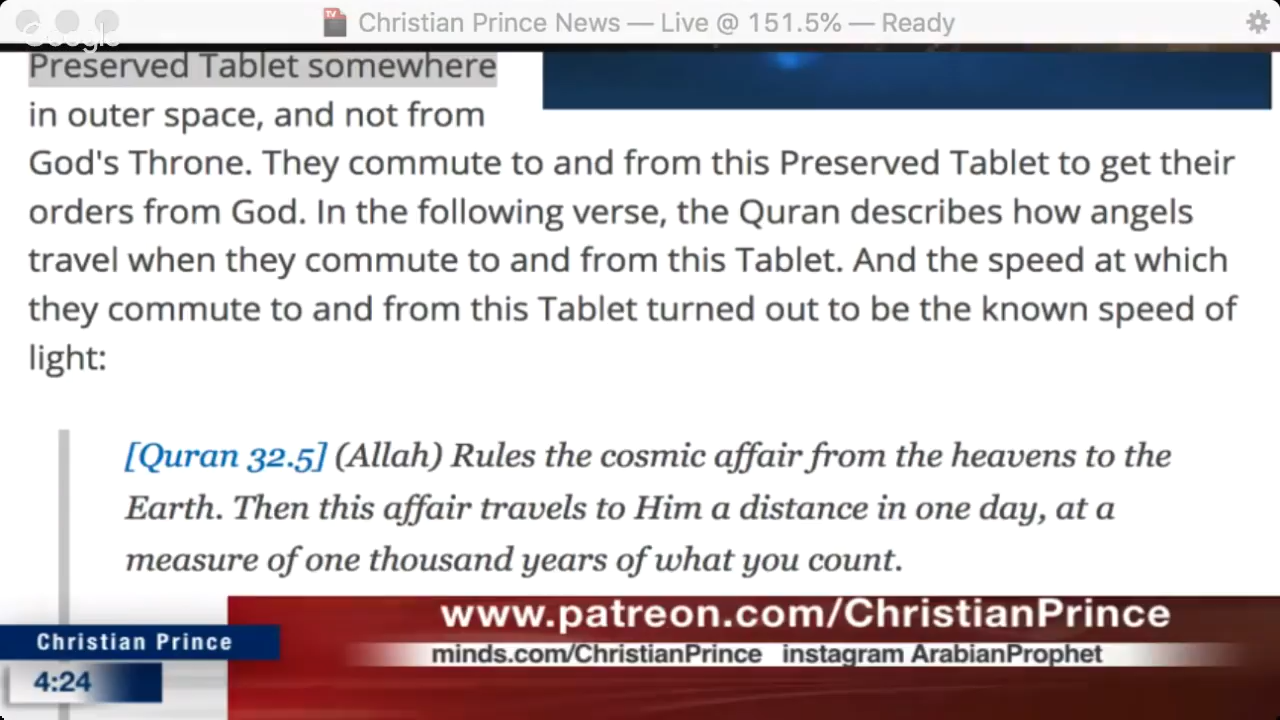 Christian Prince News — Live @ 151.5% — Ready
Google
Preserved Tablet somewhere
in outer space, and not from
God's Throne. They commute to and from this Preserved Tablet to get their
orders from God. In the following verse, the Quran describes how angels
travel when they commute to and from this Tablet. And the speed at which
they commute to and from this Tablet turned out to be the known speed of
light:
[Quran 32.5] (Allah) Rules the cosmic affair from the heavens to the
Earth. Then this affair travels to Him a distance in one day, at a
measure of one thousand years of what you count.
www.patreon.com/ChristianPrince
Christian Prince
minds.com/ChristianPrince instagram ArabianProphet
4:24